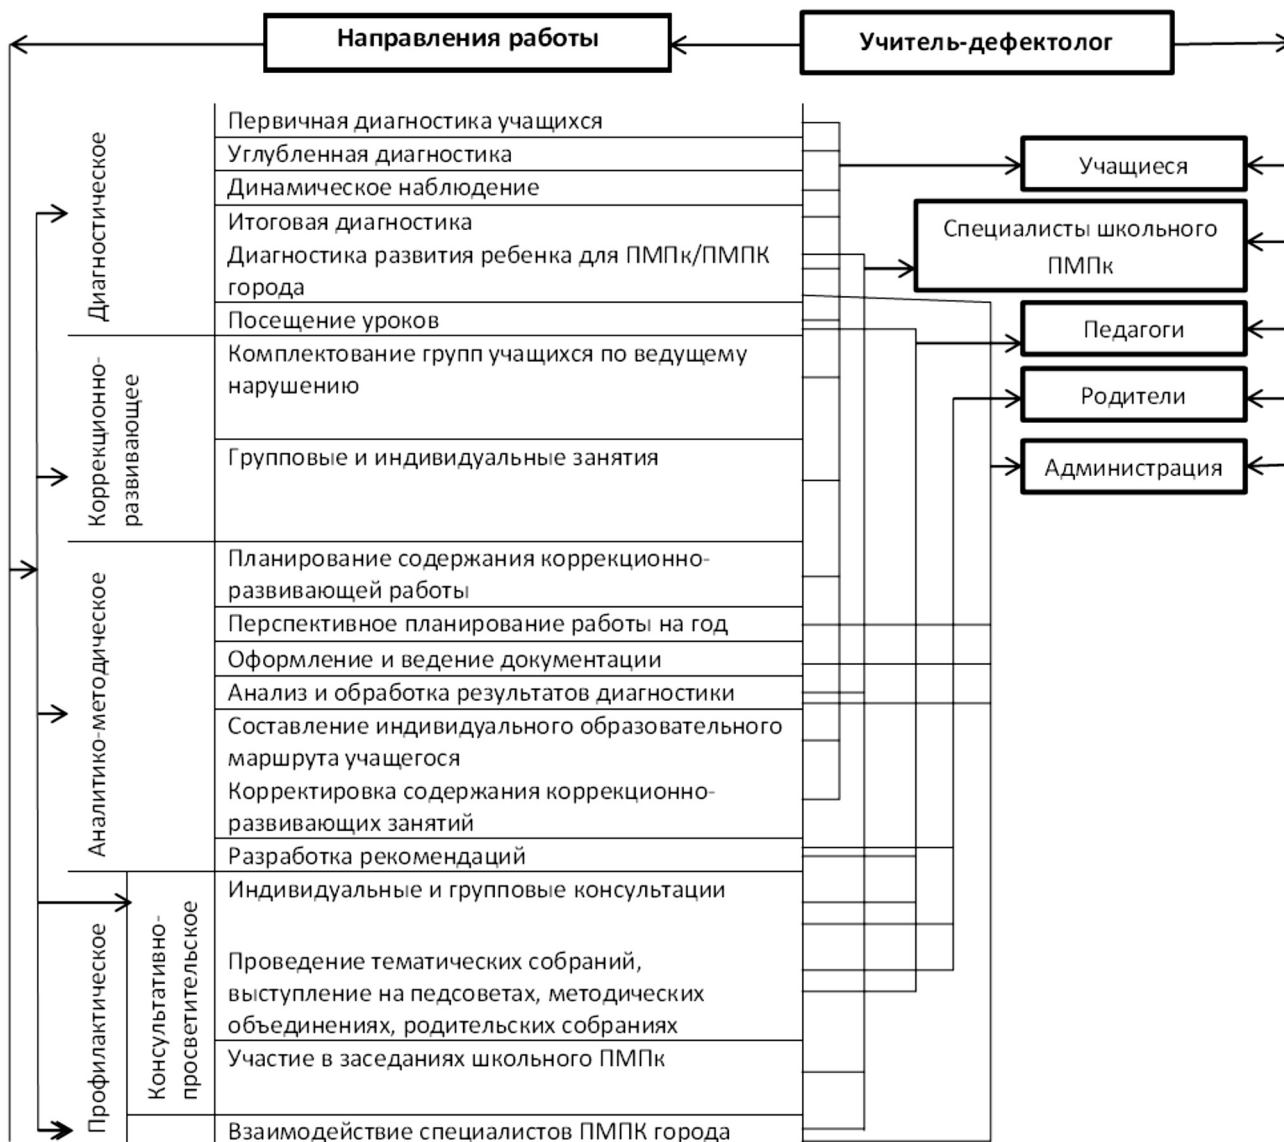 Направления работы
Учитель-дефектолог
Диагностическое
Первичная диагностика учащихся
Углубленная диагностика
Динамическое наблюдение
Итоговая диагностика
Диагностика развития ребенка для ПМПк/ПМПК
города
Посещение уроков
Коррекционно-
развивающее
Комплектование групп учащихся по ведущему
нарушению
Групповые и индивидуальные занятия
Аналитико-методическое
Планирование содержания коррекционно-
развивающей работы
Перспективное планирование работы на год
Оформление и ведение документации
Анализ и обработка результатов диагностики
Составление индивидуального образовательного
маршрута учащегося
Корректировка содержания коррекционно-
развивающих занятий
Разработка рекомендаций
Профилактическое
Консультативно-
просветительское
Индивидуальные и групповые консультации
Проведение тематических собраний,
выступление на педсоветах, методических
объединениях, родительских собраниях
Участие в заседаниях школьного ПМПк
Взаимодействие специалистов ПМПК города
Учащиеся
Специалисты школьного
ПМПк
Педагоги
Родители
Администрация